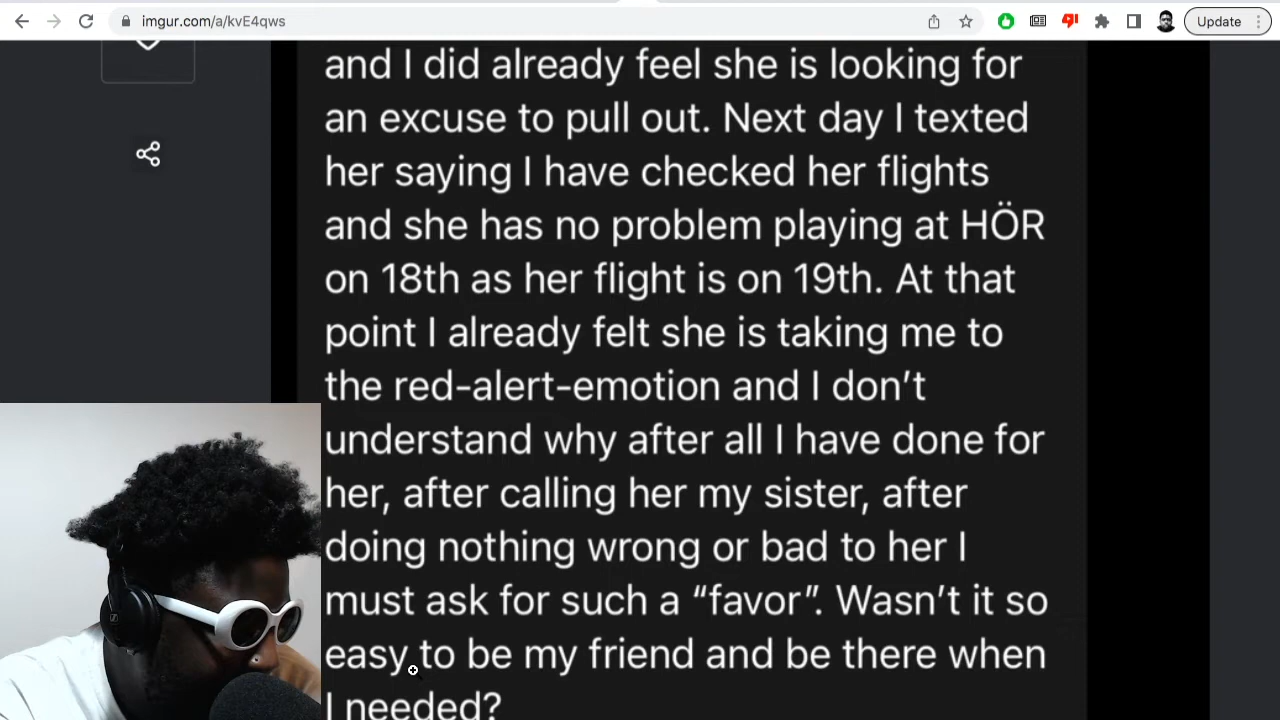 imgur.com/a/kvE4qws
Update
and I did already feel she is looking for
an excuse to pull out. Next day I texted
her saying I have checked her flights
and she has no problem playing at HÖR
on 18th as her flight is on 19th. At that
point I already felt she is taking me to
the red-alert-emotion and I don’t
understand why after all I have done for
her, after calling her my sister, after
doing nothing wrong or bad to her I
must ask for such a “favor”. Wasn’t it so
easy to be my friend and be there when
I needed?